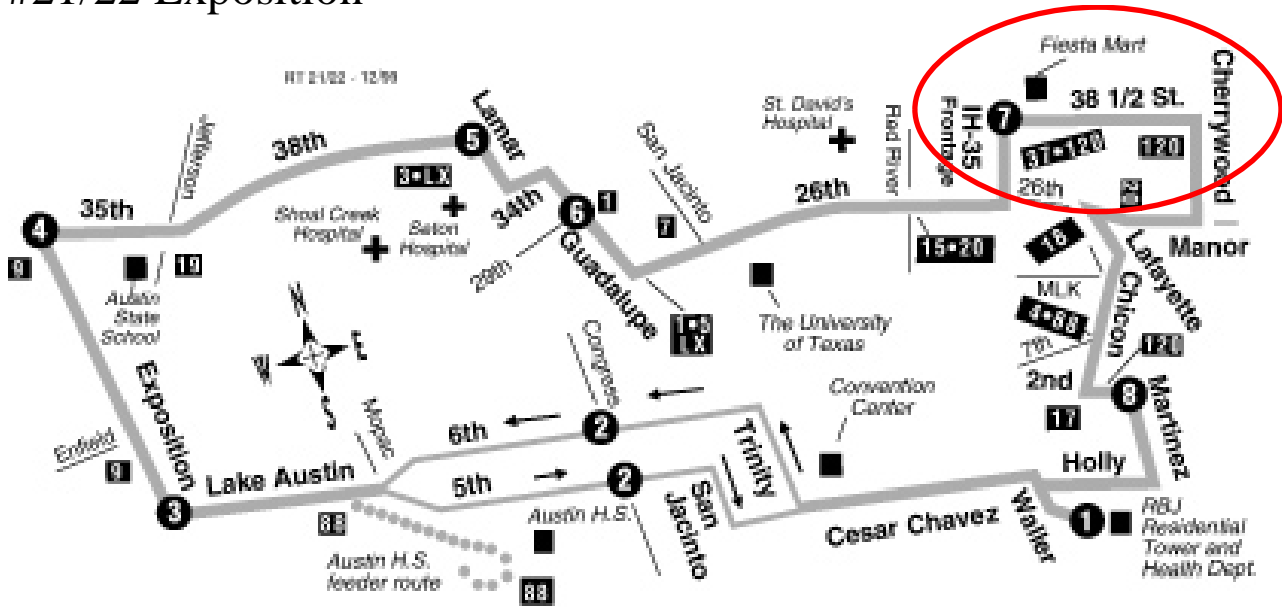 #21/22 Exposition
RT 21/22 - 12/99
Fiesta Mart
38 1/2 St.
Cherrywood
IH-35
Frontage
7
37•120
120
26th
Lamar
St. David's
Hospital
Red River
San Jacinto
Jefferson
38th
5
3•LX
34th
6
1
7
26th
15•20
Manor
Lafayette
18
Chicon
MLK
4•88
7th
120
2nd
8
17
Martinez
35th
4
9
19
Austin
State
School
Shoal Creek
Hospital
Seton
Hospital
29th
Guadalupe
1•5
LX
The University
of Texas
N
E
W
S
Congress
Convention
Center
Exposition
Mopac
Enfield
9
6th
2
Trinity
Holly
3
Lake Austin
5th
2
San
Jacinto
Cesar Chavez
Waller
1
RBJ
Residential
Tower and
Health Dept.
88
Austin H.S.
Austin H.S.
feeder route
88